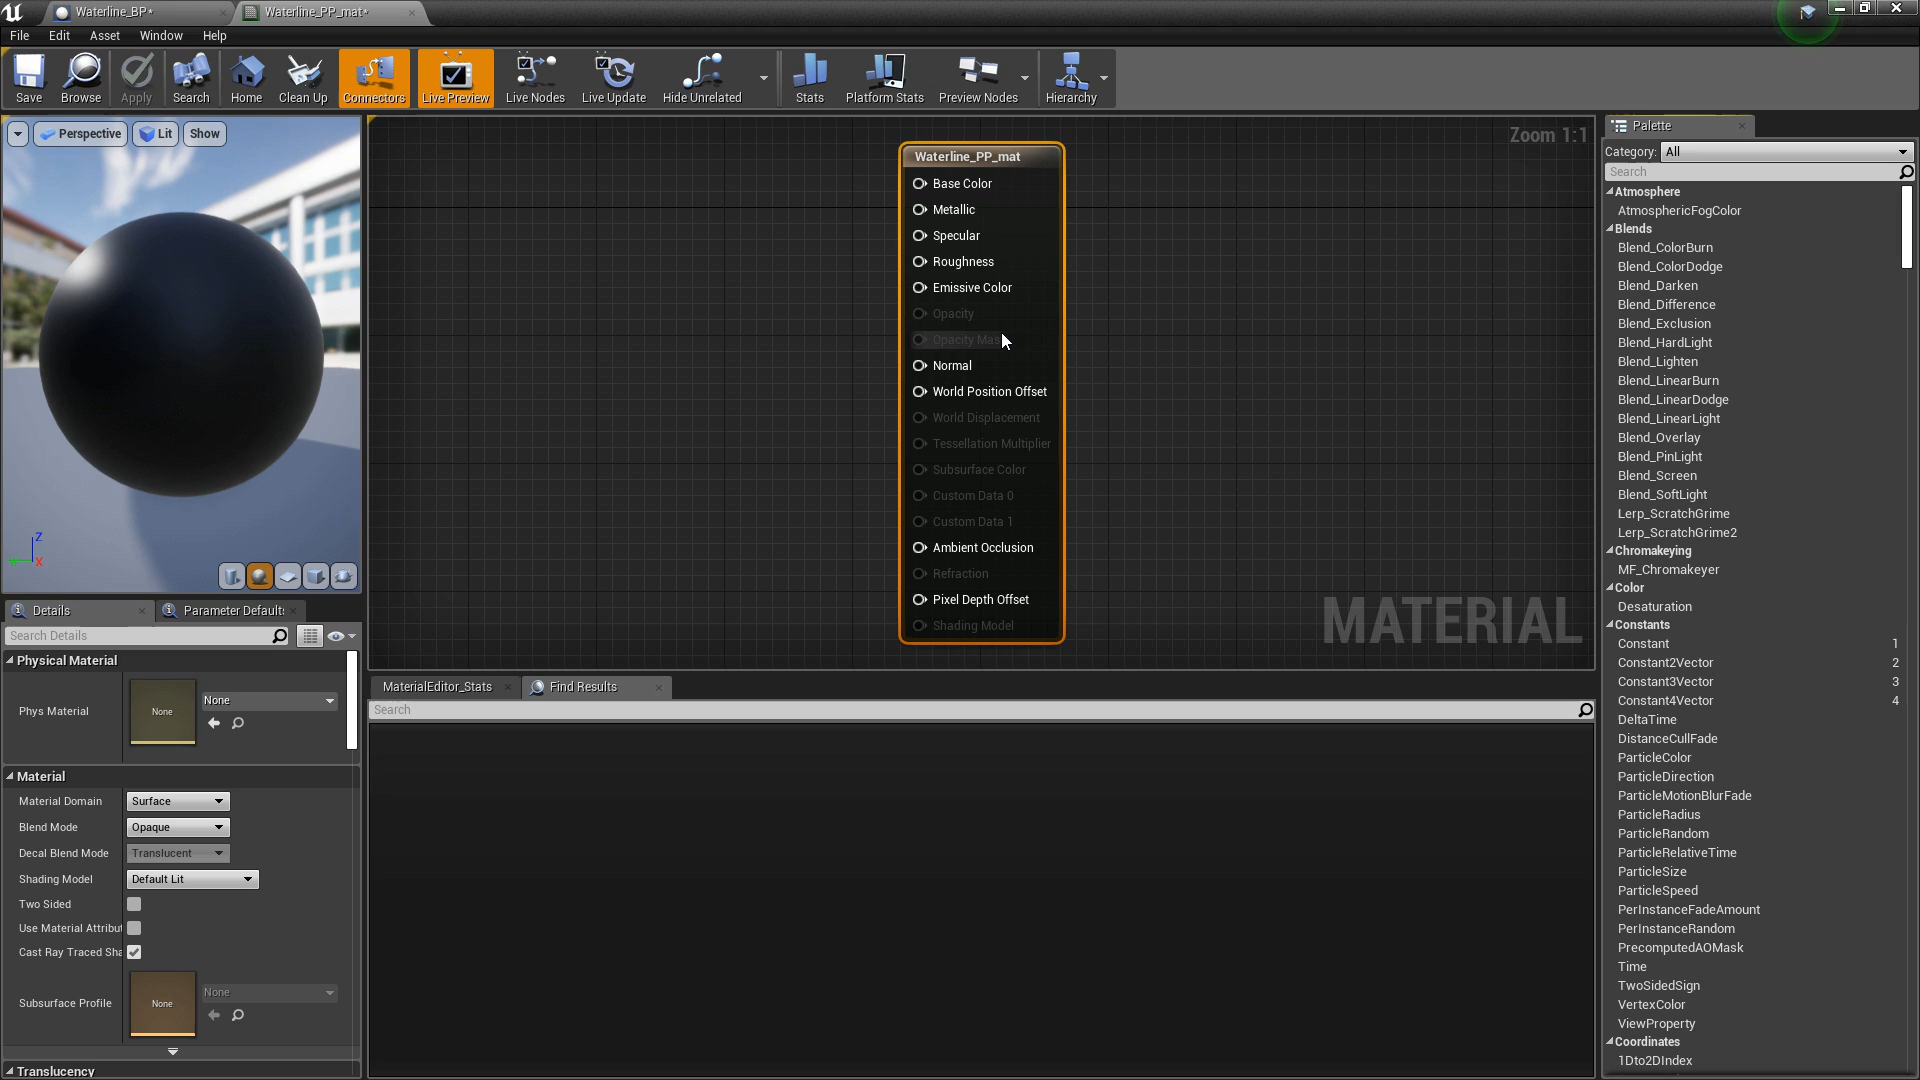 Waterline_BP*
Waterline_PP_mat*
File
Edit
Asset
Window
Help
Save
Browse
Apply
Search
Home
Clean Up
Connectors
Live Preview
Live Nodes
Live Update
Hide Unrelated
Stats
Platform Stats
Preview Nodes
Hierarchy
Perspective
Lit
Show
Z
X
Zoom 1:1
Waterline_PP_mat
Base Color
Metallic
Specular
Roughness
Emissive Color
Opacity
Opacity Mas
Normal
World Position Offset
World Displacement
Tessellation Multiplier
Subsurface Color
Custom Data 0
Custom Data 1
Ambient Occlusion
Refraction
Pixel Depth Offset
Shading Model
MATERIAL
Details
Parameter Default
Search Details
Physical Material
Phys Material
None
None
Material
Material Domain
Surface
Blend Mode
Opaque
Decal Blend Mode
Translucent
Shading Model
Default Lit
Two Sided
Use Material Attribut
Cast Ray Traced Sha
Subsurface Profile
None
None
Translucency
MaterialEditor_Stats
Find Results
Search
Palette
Category:
All
Search
Atmosphere
AtmosphericFogColor
Blends
Blend_ColorBurn
Blend_ColorDodge
Blend_Darken
Blend_Difference
Blend_Exclusion
Blend_HardLight
Blend_Lighten
Blend_LinearBurn
Blend_LinearDodge
Blend_LinearLight
Blend_Overlay
Blend_PinLight
Blend_Screen
Blend_SoftLight
Lerp_ScratchGrime
Lerp_ScratchGrime2
Chromakeying
MF_Chromakeyer
Color
Desaturation
Constants
Constant 1
Constant2Vector 2
Constant3Vector 3
Constant4Vector 4
DeltaTime
DistanceCullFade
ParticleColor
ParticleDirection
ParticleMotionBlurFade
ParticleRadius
ParticleRandom
ParticleRelativeTime
ParticleSize
ParticleSpeed
PerInstanceFadeAmount
PerInstanceRandom
PrecomputedAOMask
Time
TwoSidedSign
VertexColor
ViewProperty
Coordinates
1Dto2DIndex